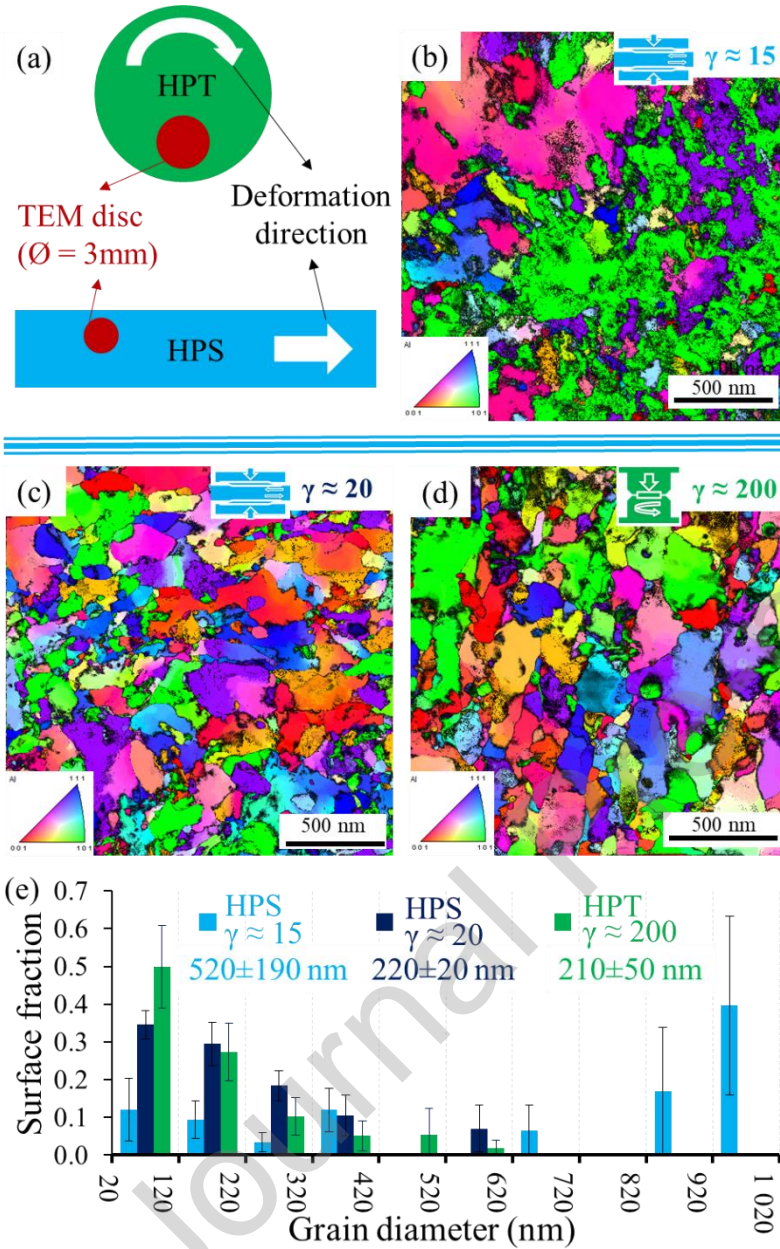 (a)
HPT
TEM disc
(Ø = 3mm)
Deformation
direction
HPS
(b)
γ ≈ 15
Al
111
001
101
500 nm
(c)
γ ≈ 20
Al
111
001
101
500 nm
(d)
γ ≈ 200
Al
111
001
101
500 nm
(e)
HPS
γ ≈ 15
520±190 nm
HPS
γ ≈ 20
220±20 nm
HPT
γ ≈ 200
210±50 nm
Surface fraction
0.7
0.6
0.5
0.4
0.3
0.2
0.1
0.0
20
120
220
320
420
520
620
720
820
920
1 020
Grain diameter (nm)
Journal